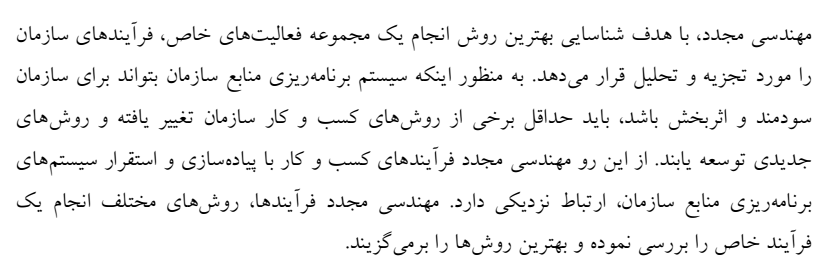 مهندسی مجدد، با هدف شناسایی بهترین روش انجام یک مجموعه فعالیت‌های خاص، فرآیندهای سازمان
را مورد تجزیه و تحلیل قرار می‌دهد. به منظور اینکه سیستم برنامه‌ریزی منابع سازمان بتواند برای سازمان
سودمند و اثربخش باشد، باید حداقل برخی از روش‌های کسب و کار سازمان تغییر یافته و روش‌های
جدیدی توسعه یابند. از این رو مهندسی مجدد فرآیندهای کسب و کار با پیاده‌سازی و استقرار سیستم‌های
برنامه‌ریزی منابع سازمان، ارتباط نزدیکی دارد. مهندسی مجدد فرآیندها، روش‌های مختلف انجام یک
فرآیند خاص را بررسی نموده و بهترین روش‌ها را برمی‌گزیند.